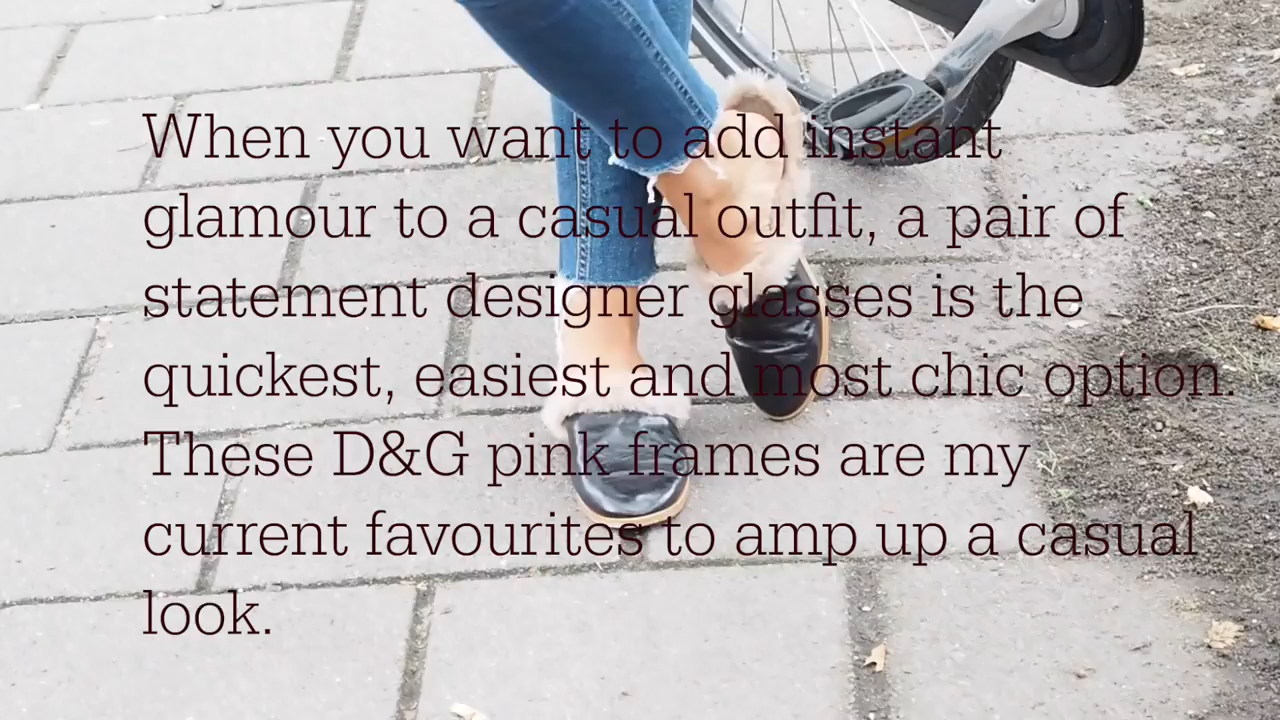 When you want to add instant
glamour to a casual outfit, a pair of
statement designer glasses is the
quickest, easiest and most chic option.
These D&G pink frames are my
current favourites to amp up a casual
look.